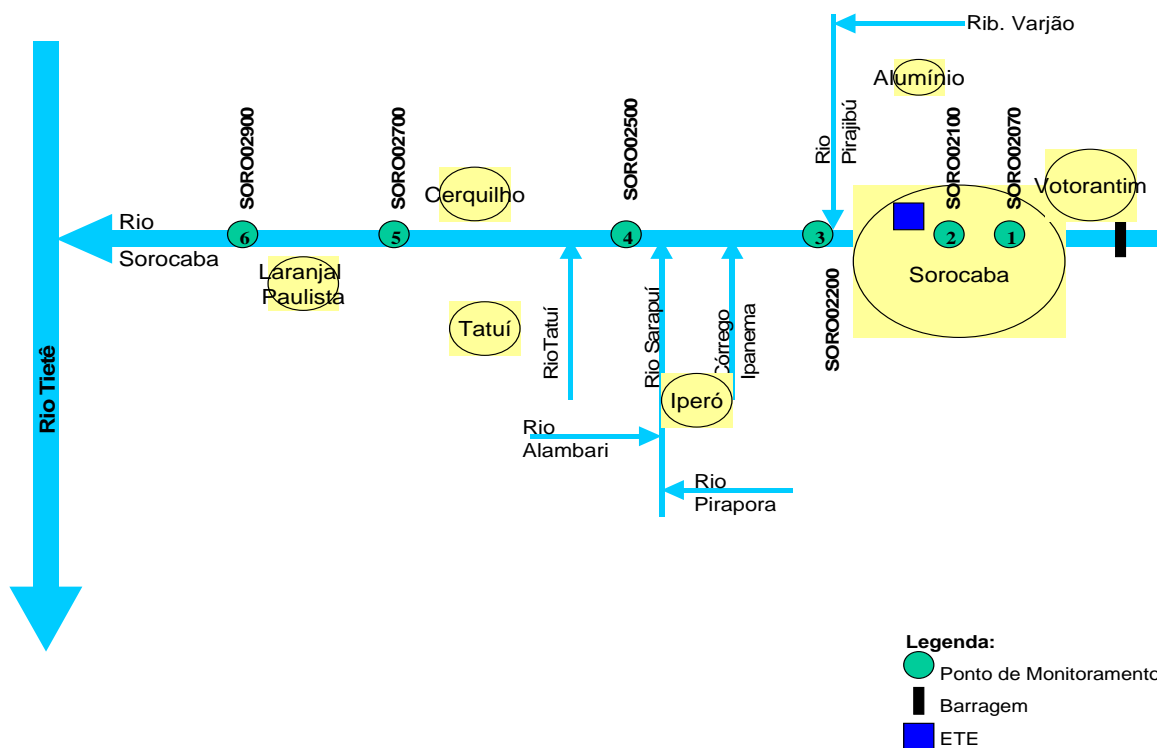 Rib. Varjão
Alumínio
Rio
Pirajibú
SORO02900
SORO02700
SORO02500
SORO02100
SORO02070
Cerquilho
Votorantim
Rio
Sorocaba
6
5
4
3
2
1
Sorocaba
Laranjal
Paulista
Tatuí
RioTatuí
Rio Sarapuí
Córrego
Ipanema
SORO02200
Rio Tietê
Iperó
Rio
Alambari
Rio
Pirapora
Legenda:
Ponto de Monitoramento
Barragem
ETE